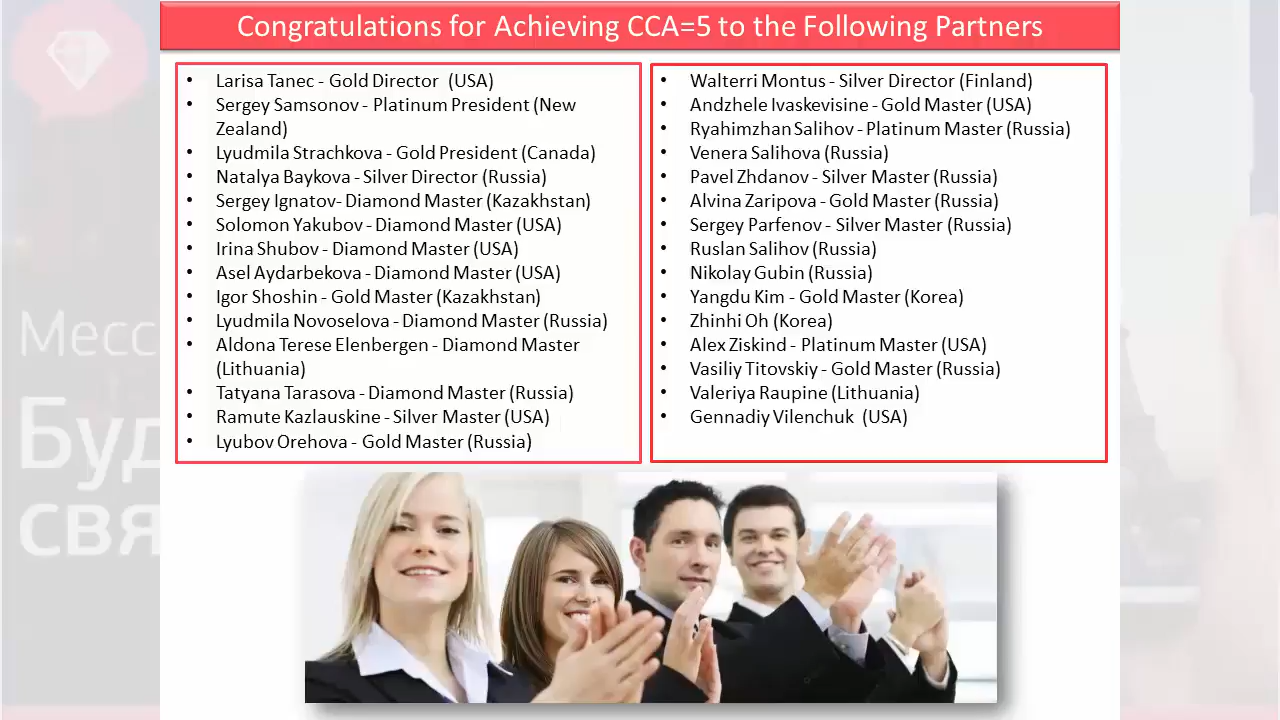 Congratulations for Achieving CCA=5 to the Following Partners
• Larisa Tanec - Gold Director (USA)
• Sergey Samsonov - Platinum President (New
Zealand)
• Lyudmila Strachkova - Gold President (Canada)
• Natalya Baykova - Silver Director (Russia)
• Sergey Ignatov- Diamond Master (Kazakhstan)
• Solomon Yakubov - Diamond Master (USA)
• Irina Shubov - Diamond Master (USA)
• Asel Aydarbekova - Diamond Master (USA)
• Igor Shoshin - Gold Master (Kazakhstan)
• Lyudmila Novoselova - Diamond Master (Russia)
• Aldona Terese Elenbergen - Diamond Master
(Lithuania)
• Tatyana Tarasova - Diamond Master (Russia)
• Ramute Kazlauskine - Silver Master (USA)
• Lyubov Orehova - Gold Master (Russia)
• Walterri Montus - Silver Director (Finland)
• Andzhele Ivaskevisine - Gold Master (USA)
• Ryahimzhan Salihov - Platinum Master (Russia)
• Venera Salihova (Russia)
• Pavel Zhdanov - Silver Master (Russia)
• Alvina Zaripova - Gold Master (Russia)
• Sergey Parfenov - Silver Master (Russia)
• Ruslan Salihov (Russia)
• Nikolay Gubin (Russia)
• Yangdu Kim - Gold Master (Korea)
• Zhinhi Oh (Korea)
• Alex Ziskind - Platinum Master (USA)
• Vasiliy Titovskiy - Gold Master (Russia)
• Valeriya Raupine (Lithuania)
• Gennadiy Vilenchuk (USA)
Месс
Буд
свя